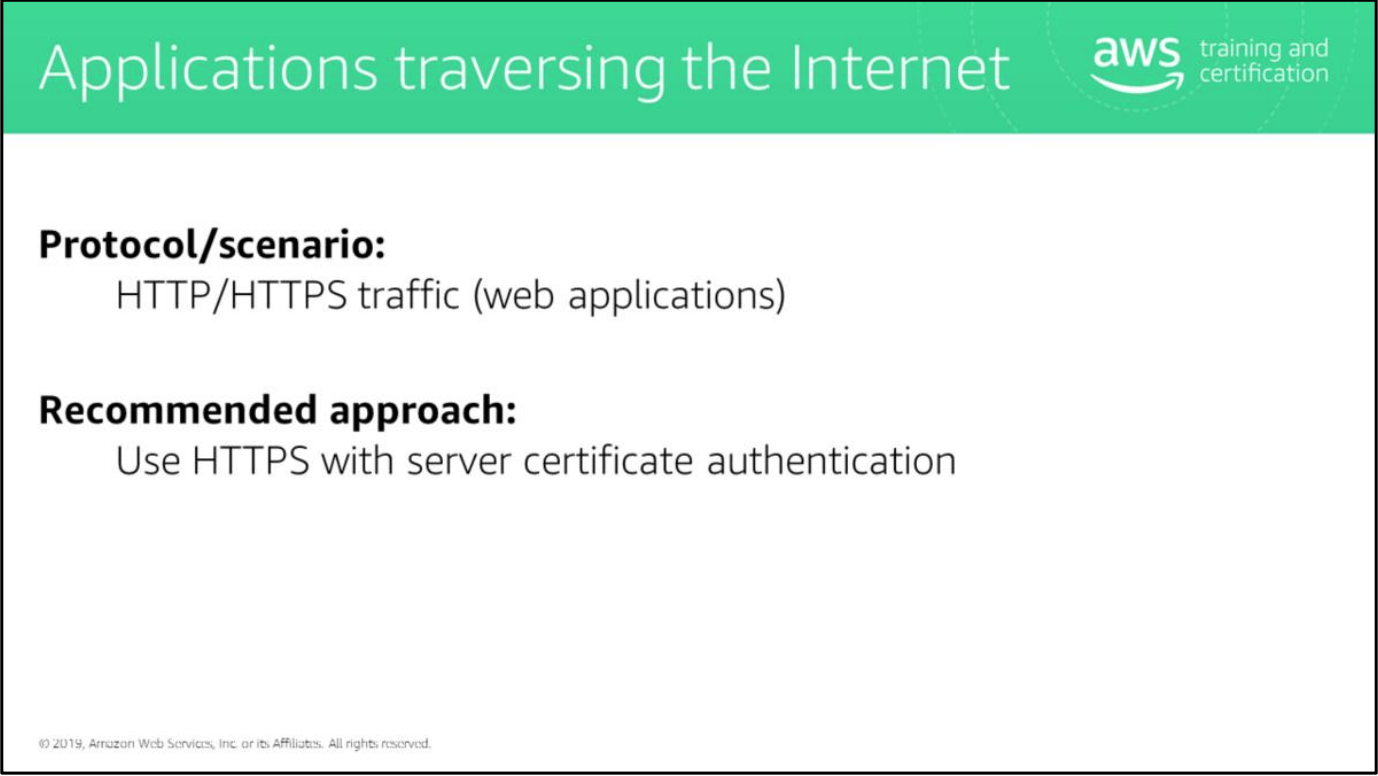 Applications traversing the Internet
aws training and
certification
Protocol/scenario:
HTTP/HTTPS traffic (web applications)
Recommended approach:
Use HTTPS with server certificate authentication
© 2019, Amazon Web Services, Inc. or its Affiliates. All rights reserved.